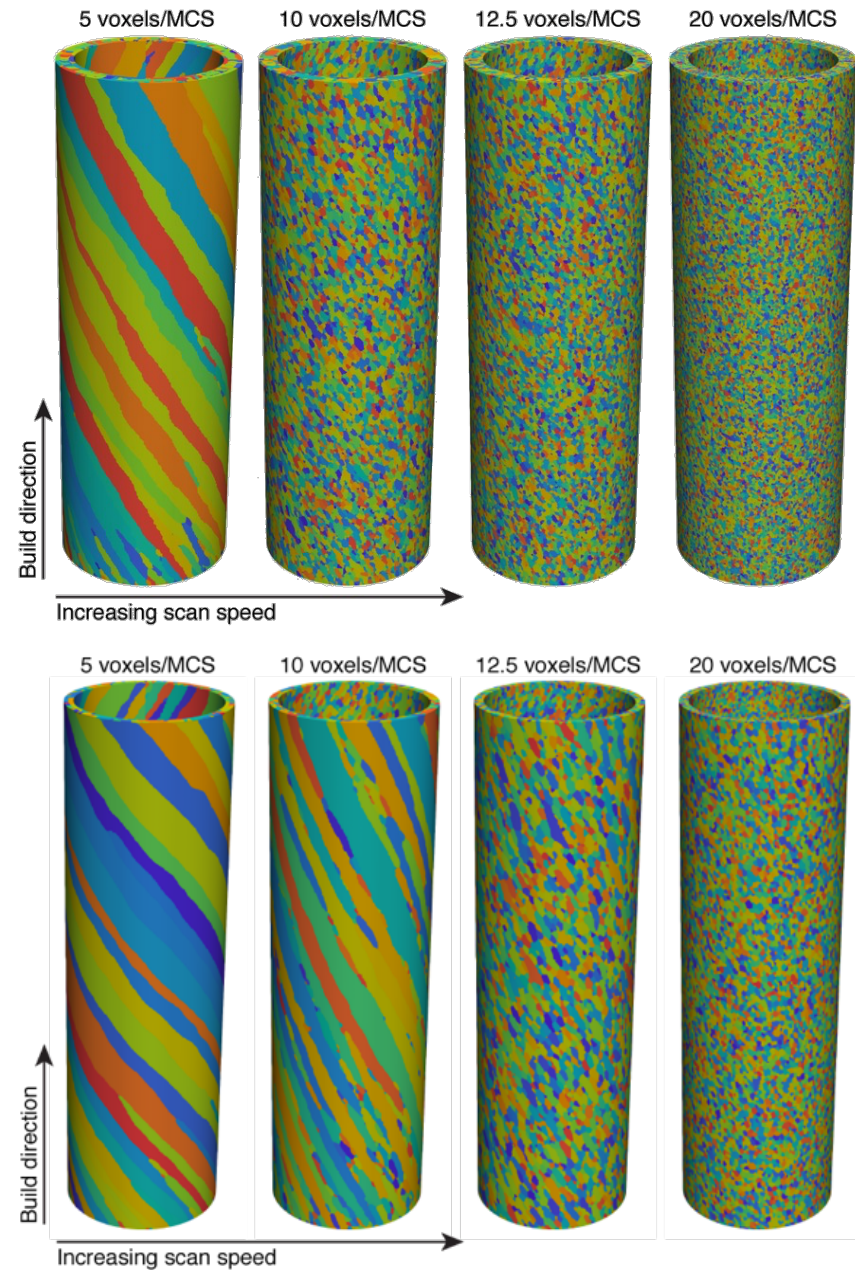 5 voxels/MCS
10 voxels/MCS
12.5 voxels/MCS
20 voxels/MCS
Build direction
Increasing scan speed
5 voxels/MCS
10 voxels/MCS
12.5 voxels/MCS
20 voxels/MCS
Build direction
Increasing scan speed